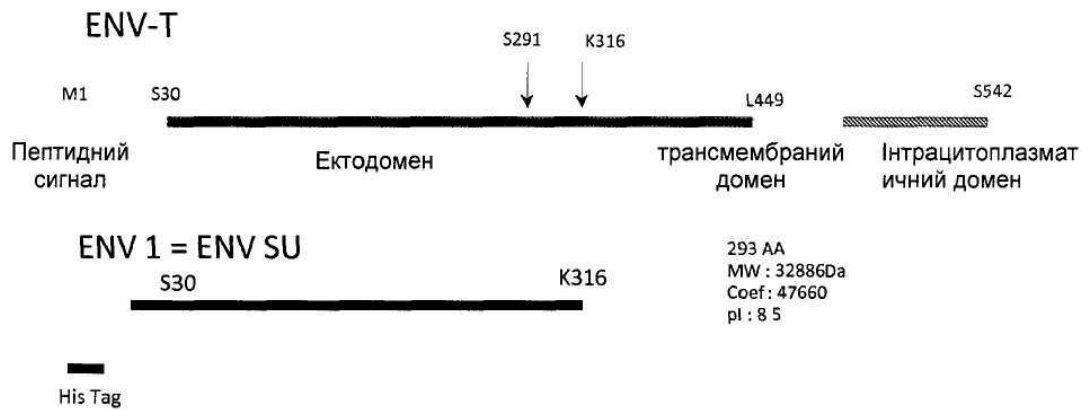 ENV-T
S291
K316
M1
S30
L449
S542
Пептидний
сигнал
Ектодомен
трансмембраний
домен
Інтрацитоплазмат
ичний домен
ENV 1 = ENV SU
S30
K316
293 AA
MW : 32886Da
Coef : 47660
pI : 8 5
His Tag